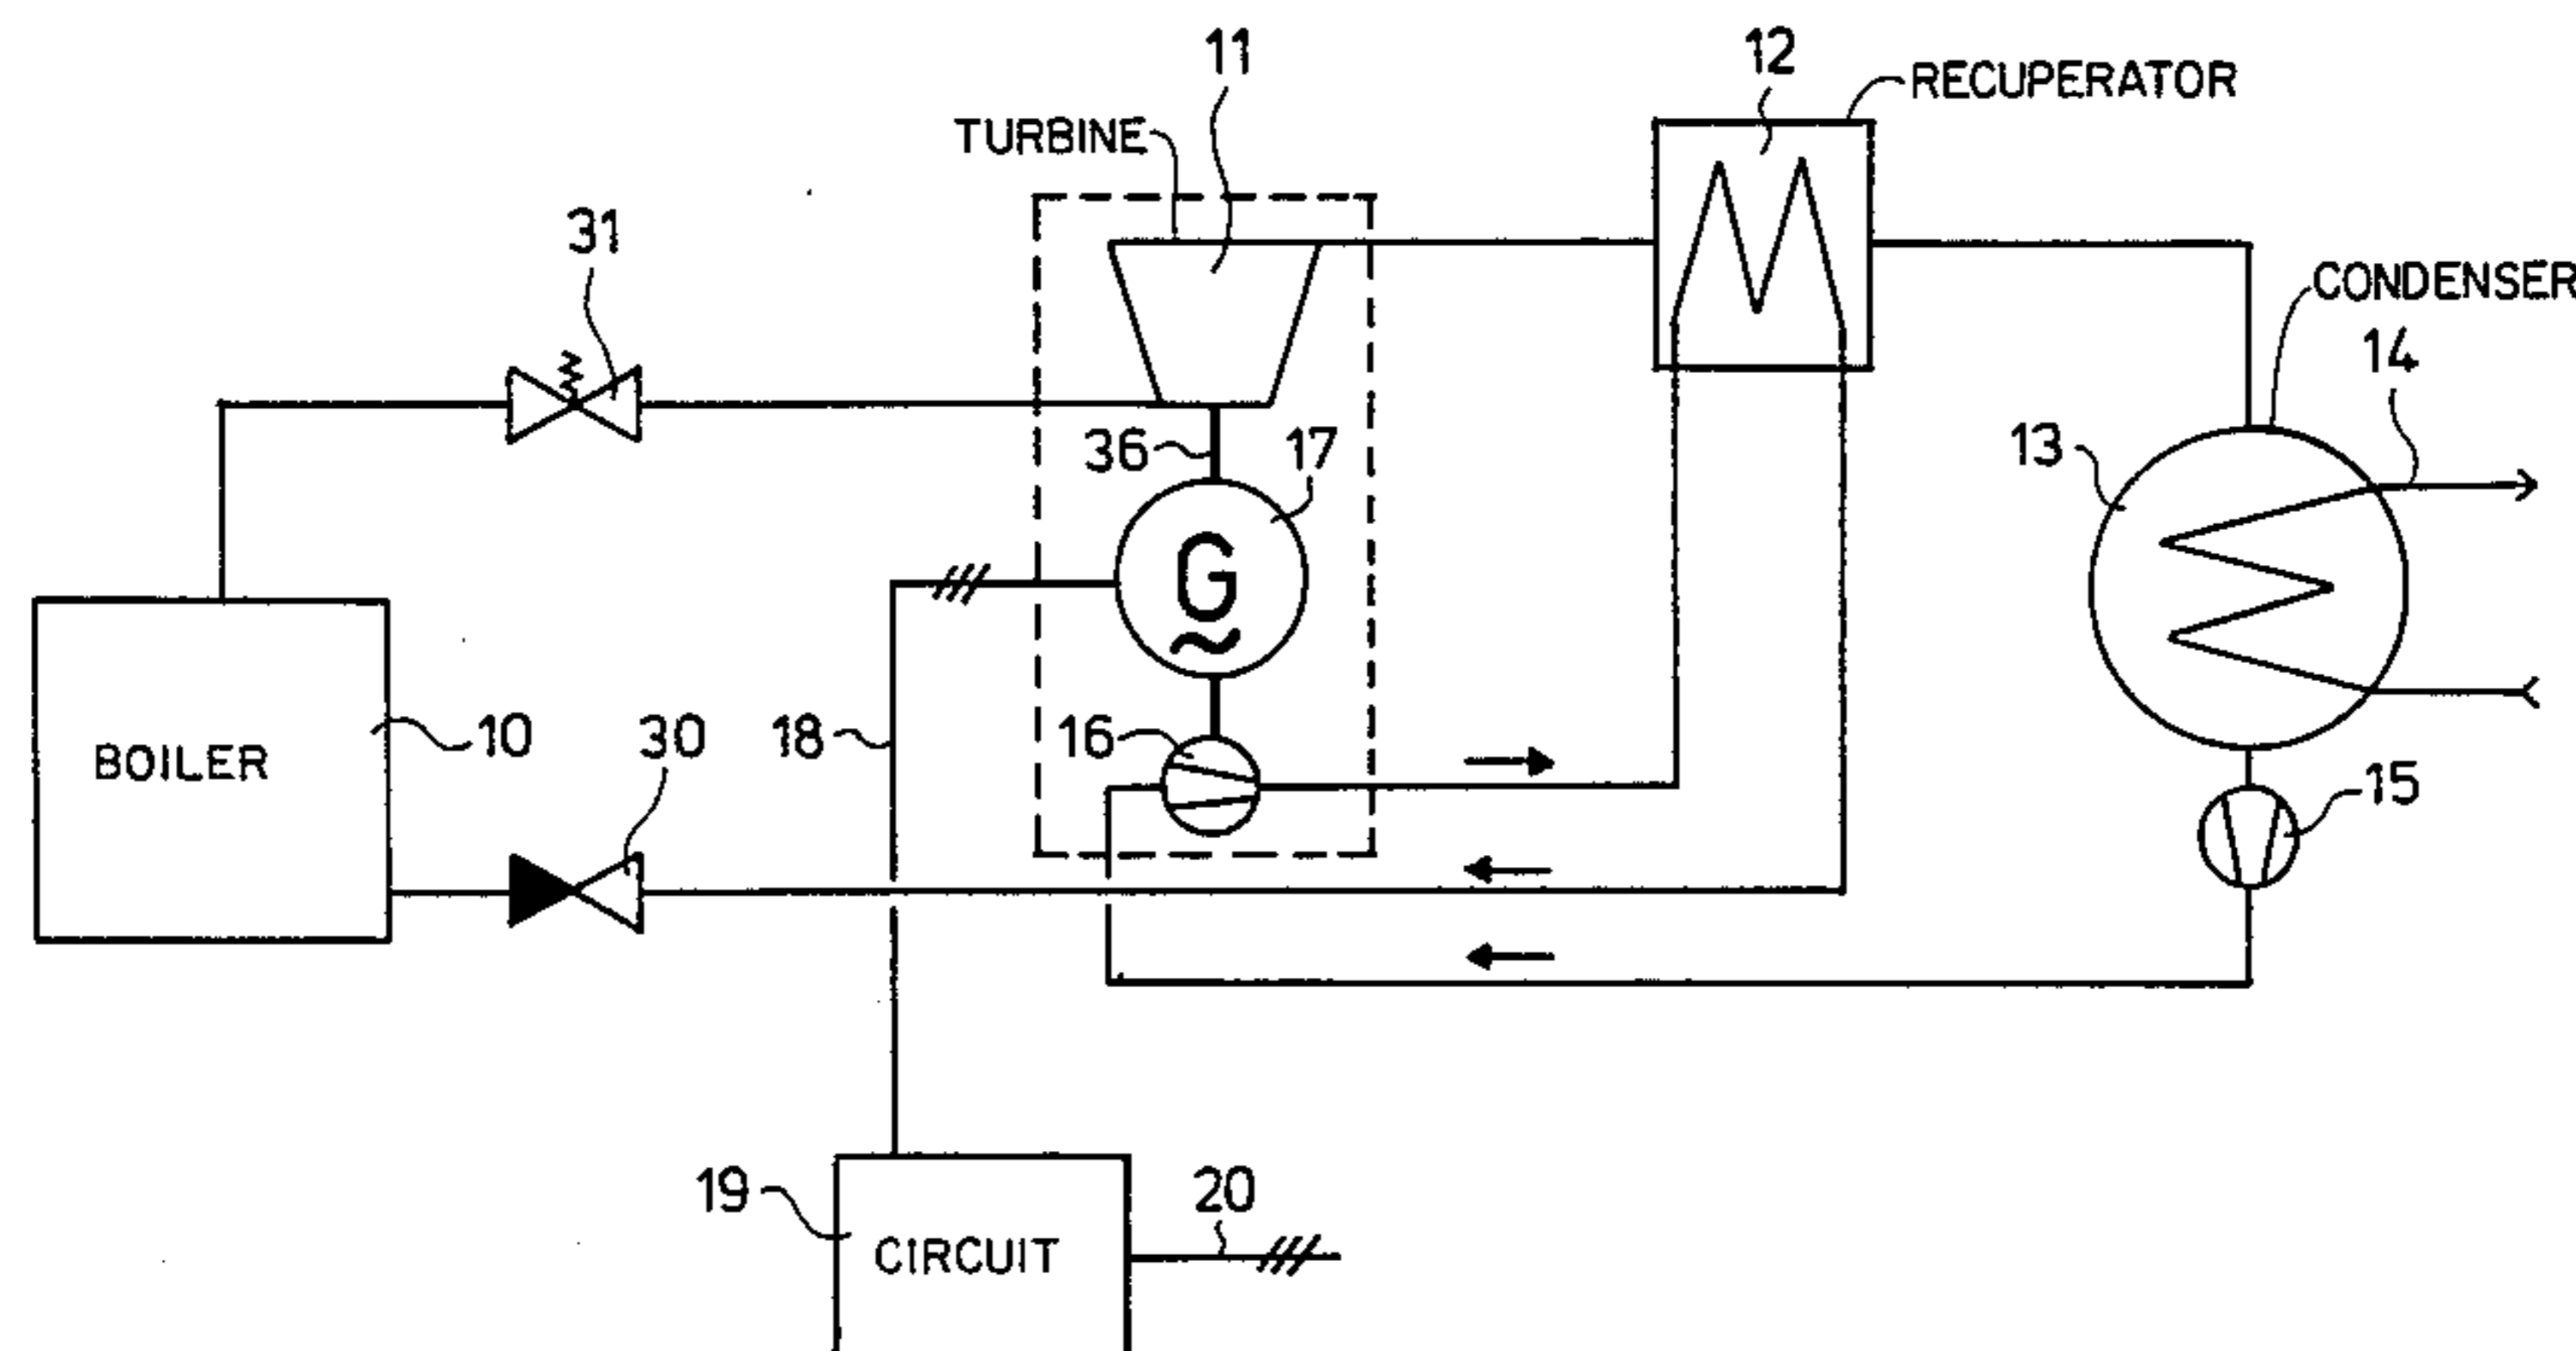 11
12
RECUPERATOR
TURBINE
31
CONDENSER
14
36
17
13
G
~
10
30
18
16
BOILER
15
19
20
CIRCUIT